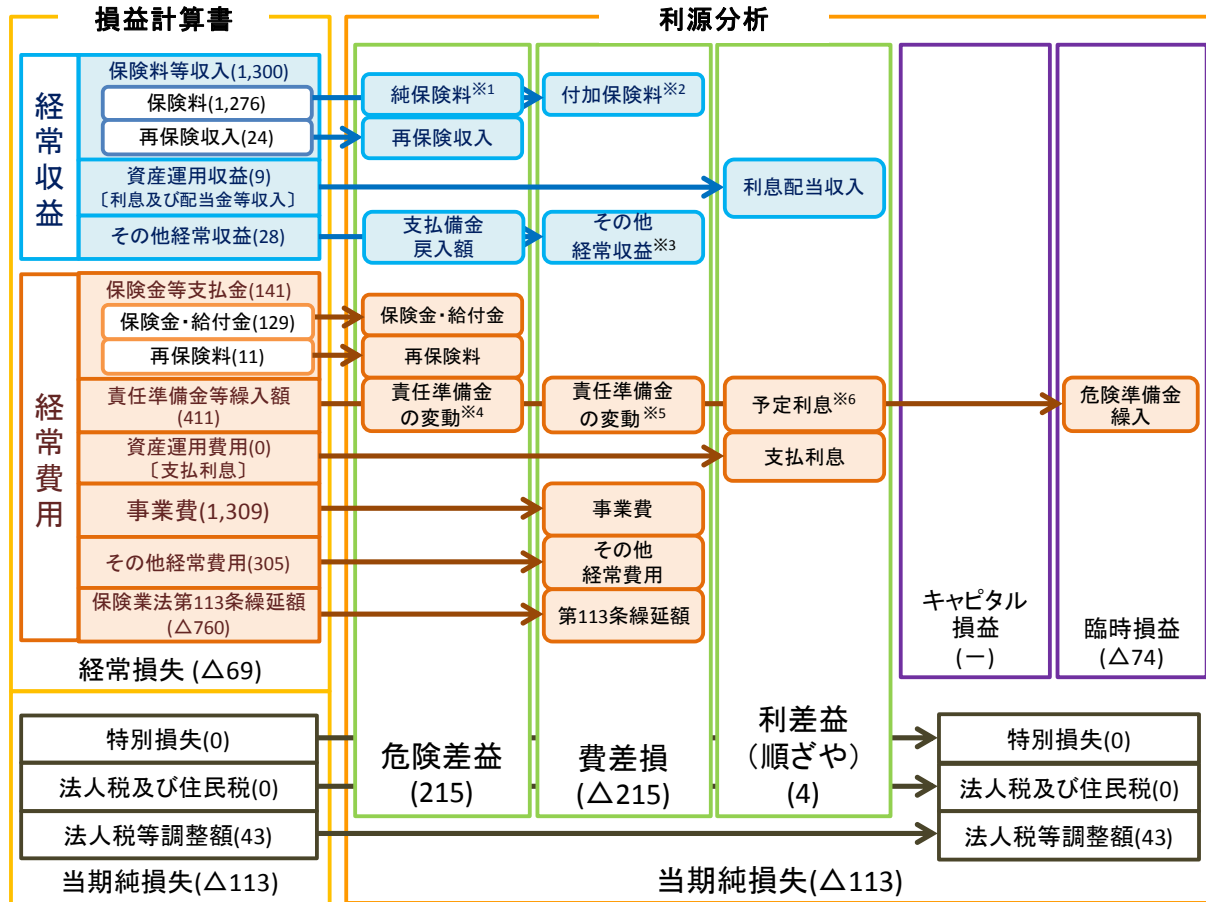 損益計算書
利源分析
経
常
収
益
保険料等収入(1,300)
保険料(1,276)
再保険収入(24)
資産運用収益(9)
〔利息及び配当金等収入〕
その他経常収益(28)
純保険料※1
付加保険料※2
再保険収入
利息配当収入
支払備金
戻入額
その他
経常収益※3
経
常
費
用
保険金等支払金(141)
保険金・給付金(129)
再保険料(11)
責任準備金等繰入額
(411)
資産運用費用(0)
〔支払利息〕
事業費(1,309)
その他経常費用(305)
保険業法第113条繰延額
(△760)
経常損失 (△69)
保険金・給付金
再保険料
責任準備金
の変動※4
責任準備金
の変動※5
予定利息※6
危険準備金
繰入
支払利息
事業費
その他
経常費用
第113条繰延額
キャピタル
損益
(ー)
臨時損益
(△74)
危険差益
(215)
費差損
(△215)
利差益
(順ざや)
(4)
特別損失(0)
法人税及び住民税(0)
法人税等調整額(43)
当期純損失(△113)
特別損失(0)
法人税及び住民税(0)
法人税等調整額(43)
当期純損失(△113)